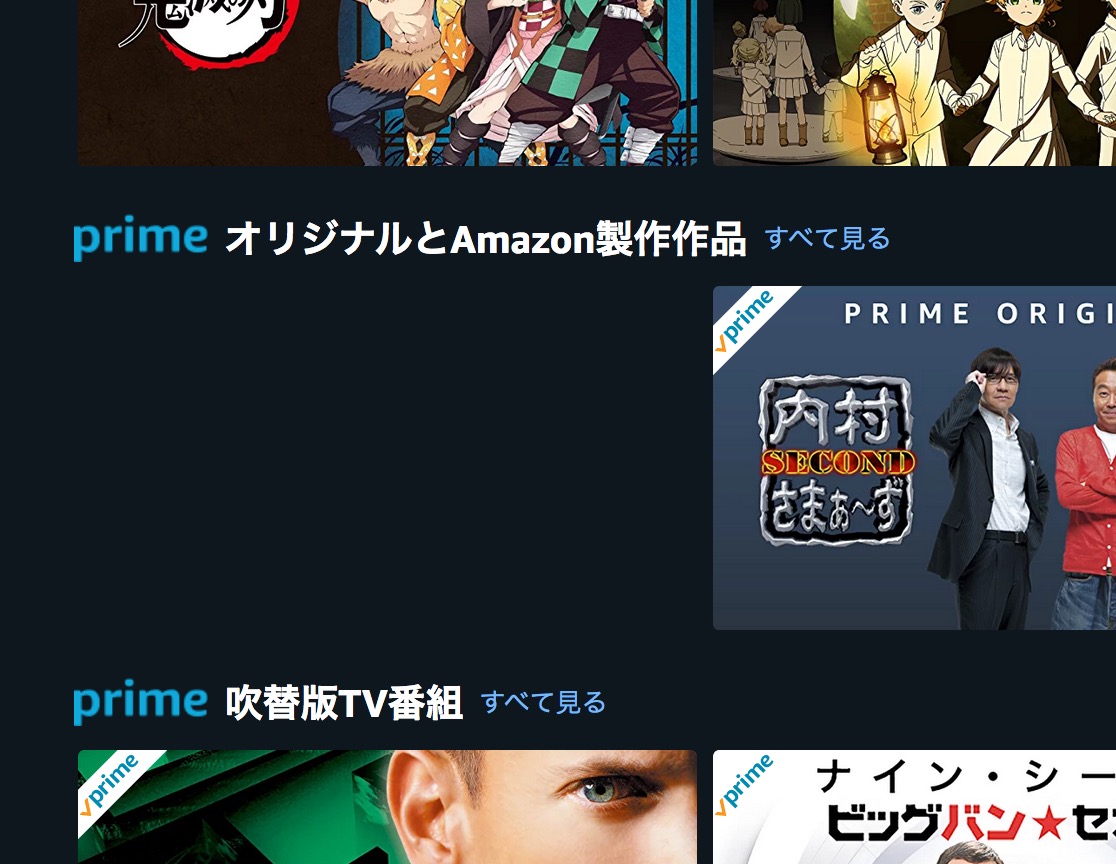 prime オリジナルとAmazon製作作品 すべて見る
prime
PRIME ORIGI
内村
SECOND
さまぁ〜ず
prime 吹替版TV番組 すべて見る
prime
prime
ナイン・シー
ビッグバン★セ